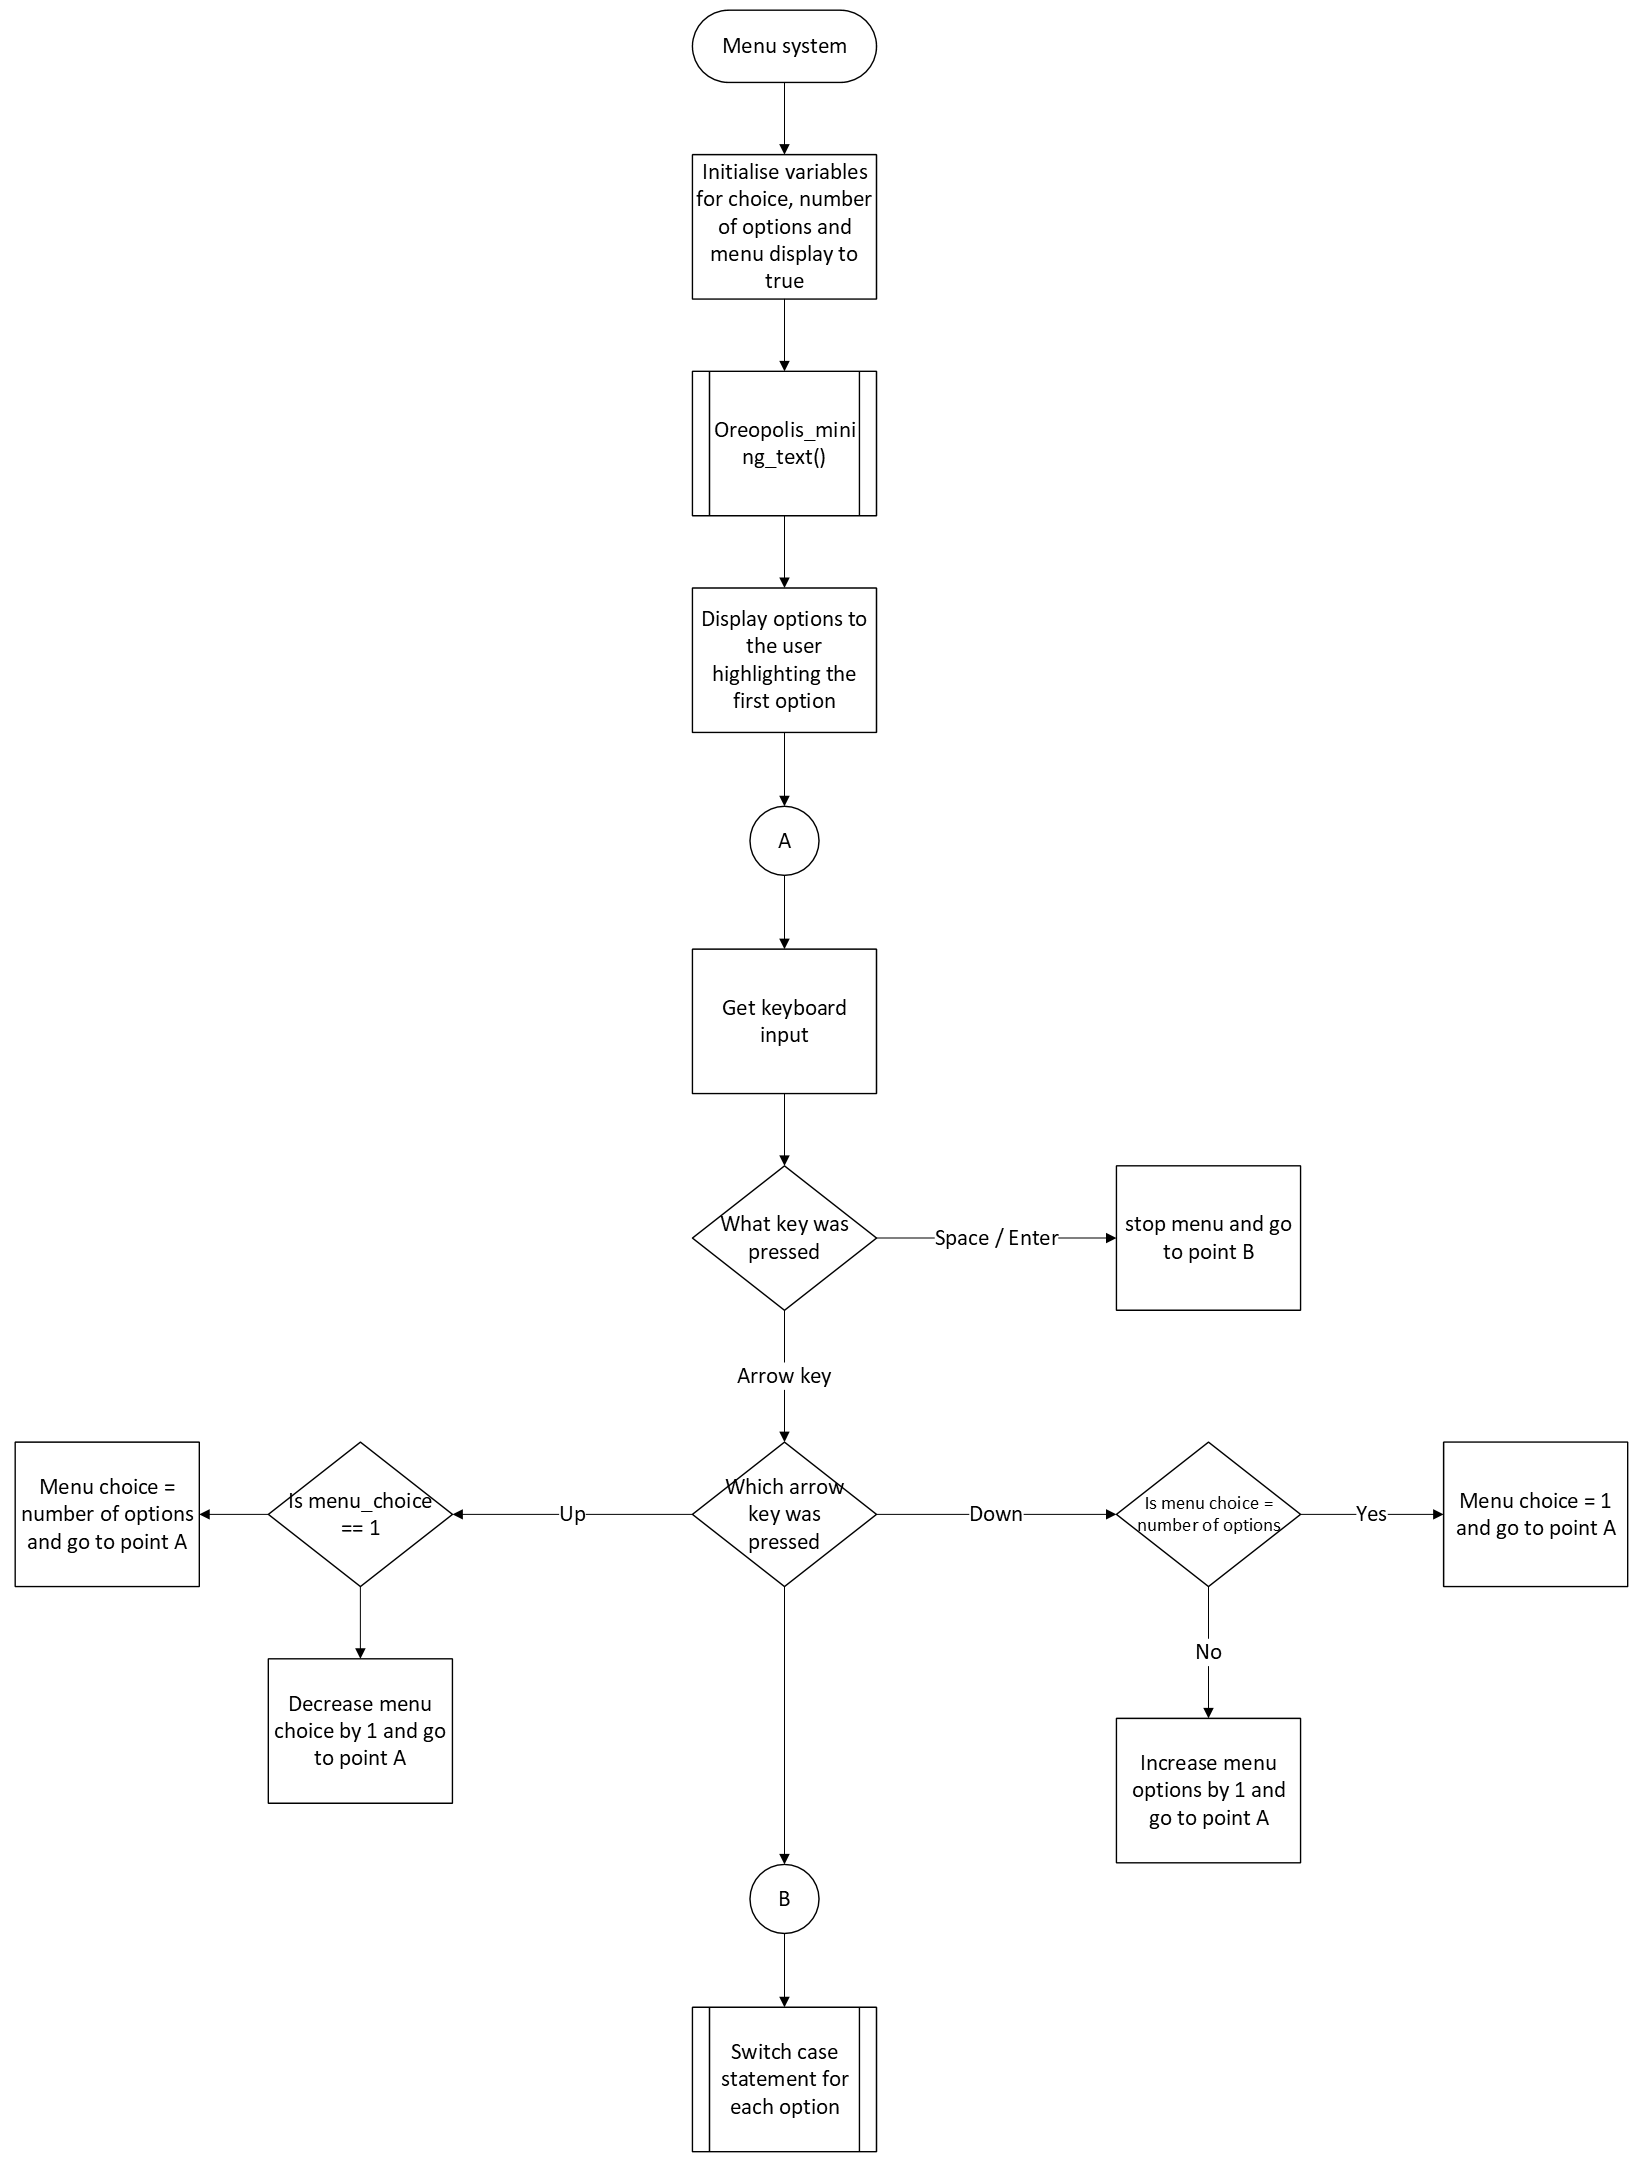 Menu system
Initialise variables
for choice, number
of options and
menu display to
true
Oreopolis_mini
ng_text()
Display options to
the user
highlighting the
first option
A
Get keyboard
input
What key was
pressed
Space / Enter
stop menu and go
to point B
Arrow key
Menu choice =
number of options
and go to point A
Is menu_choice
== 1
Up
Which arrow
key was
pressed
Down
Is menu choice =
number of options
Yes
Menu choice = 1
and go to point A
No
Decrease menu
choice by 1 and go
to point A
Increase menu
options by 1 and
go to point A
B
Switch case
statement for
each option